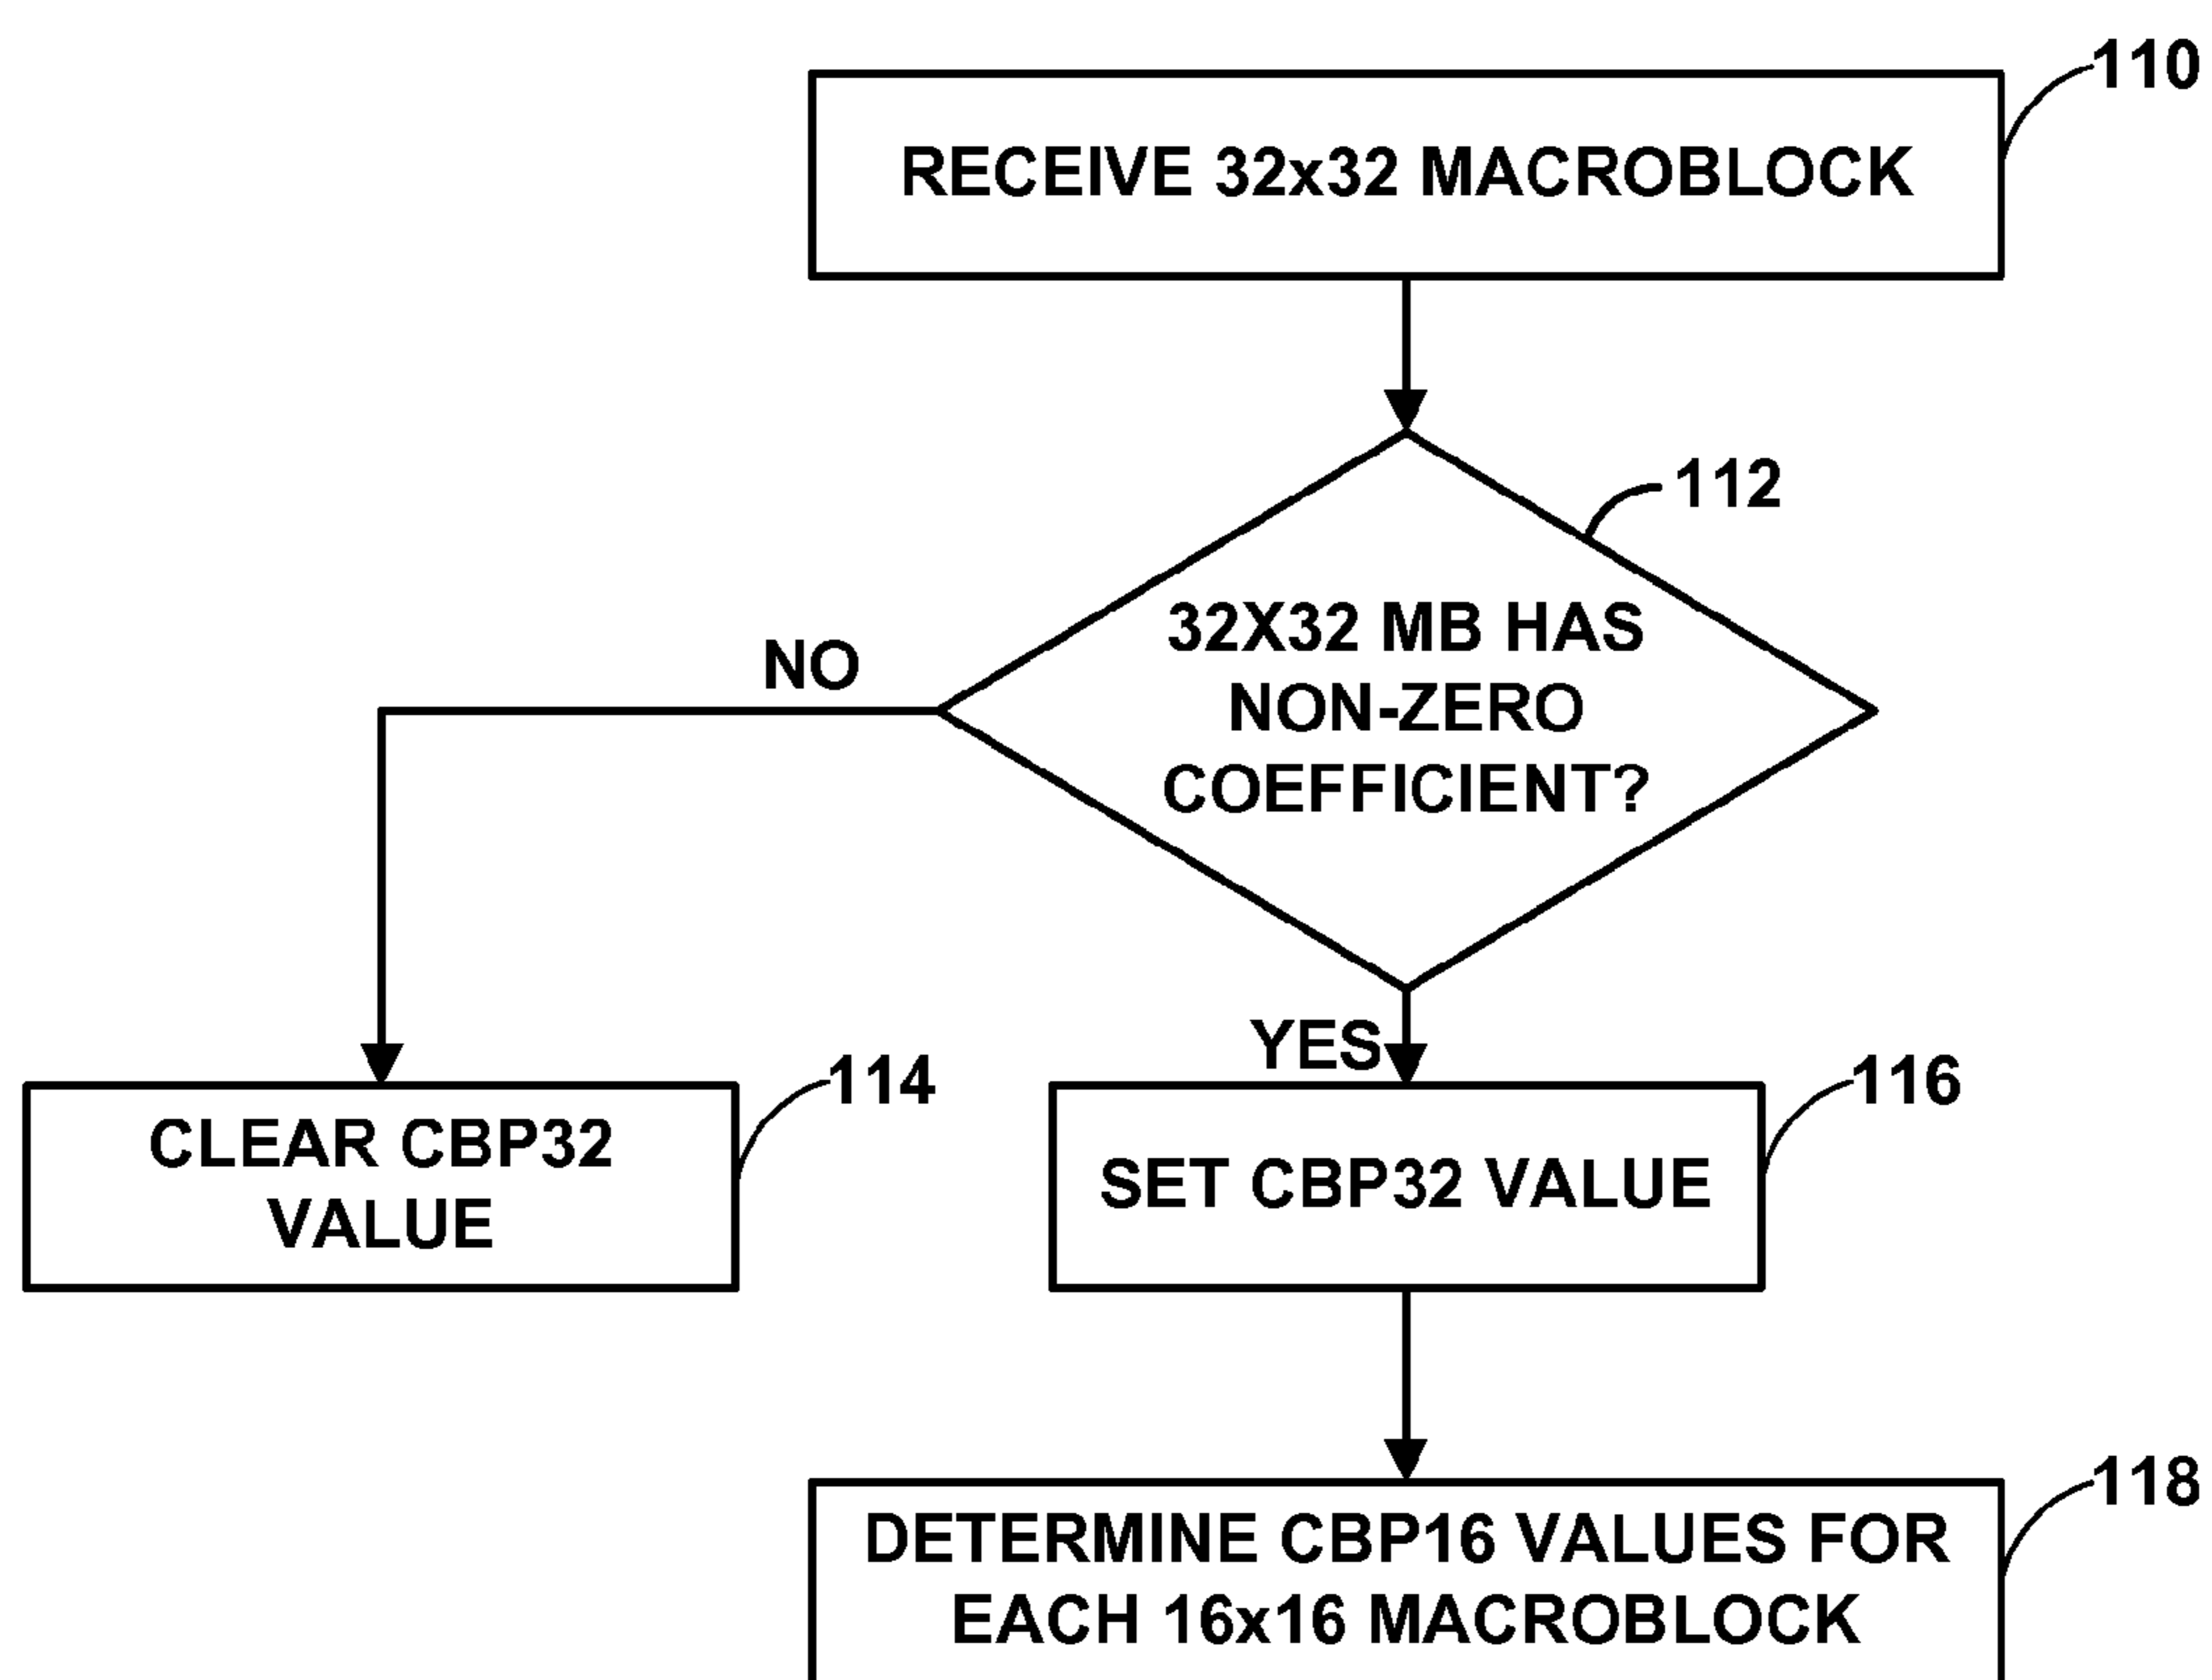 110
RECEIVE 32x32 MACROBLOCK
112
32X32 MB HAS
NON-ZERO
COEFFICIENT?
NO
YES
114
CLEAR CBP32
VALUE
116
SET CBP32 VALUE
118
DETERMINE CBP16 VALUES FOR
EACH 16x16 MACROBLOCK